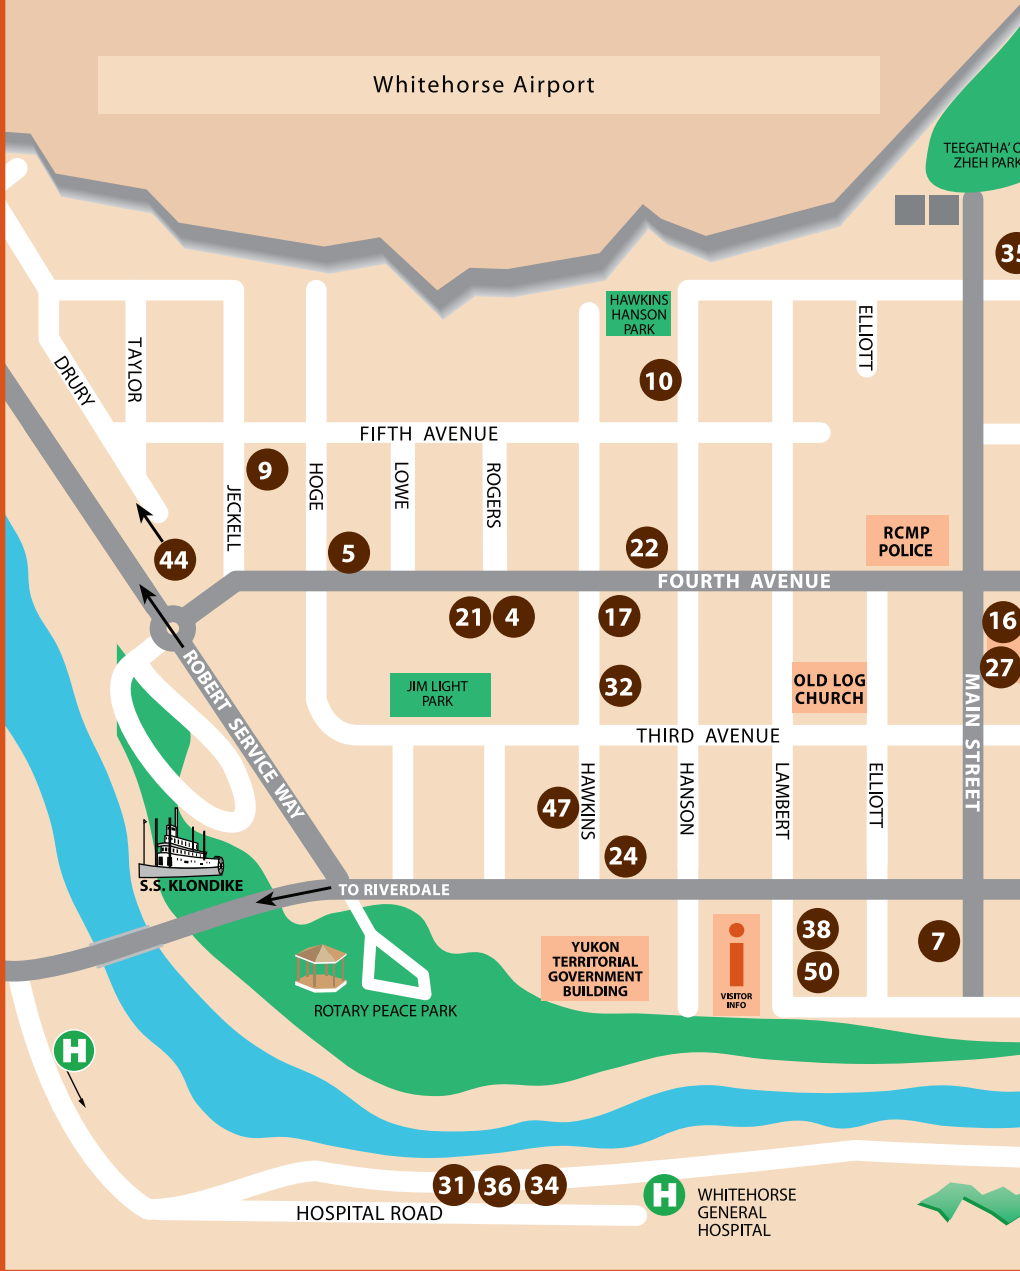 Whitehorse Airport
TEEGATHA' O
ZHEH PARK
35
HAWKINS
HANSON
PARK
ELLIOTT
TAYLOR
DRURY
10
FIFTH AVENUE
9
HOGE
LOWE
ROGERS
JECKELL
RCMP
POLICE
22
5
44
FOURTH AVENUE
21
4
17
16
27
ROBERT SERVICE WAY
JIM LIGHT
PARK
32
OLD LOG
CHURCH
MAIN STREET
THIRD AVENUE
HAWKINS
HANSON
LAMBERT
ELLIOTT
47
24
S.S. KLONDIKE
TO RIVERDALE
38
7
50
YUKON
TERRITORIAL
GOVERNMENT
BUILDING
i
VISITOR
INFO
ROTARY PEACE PARK
H
31
36
34
H
WHITEHORSE
GENERAL
HOSPITAL
HOSPITAL ROAD